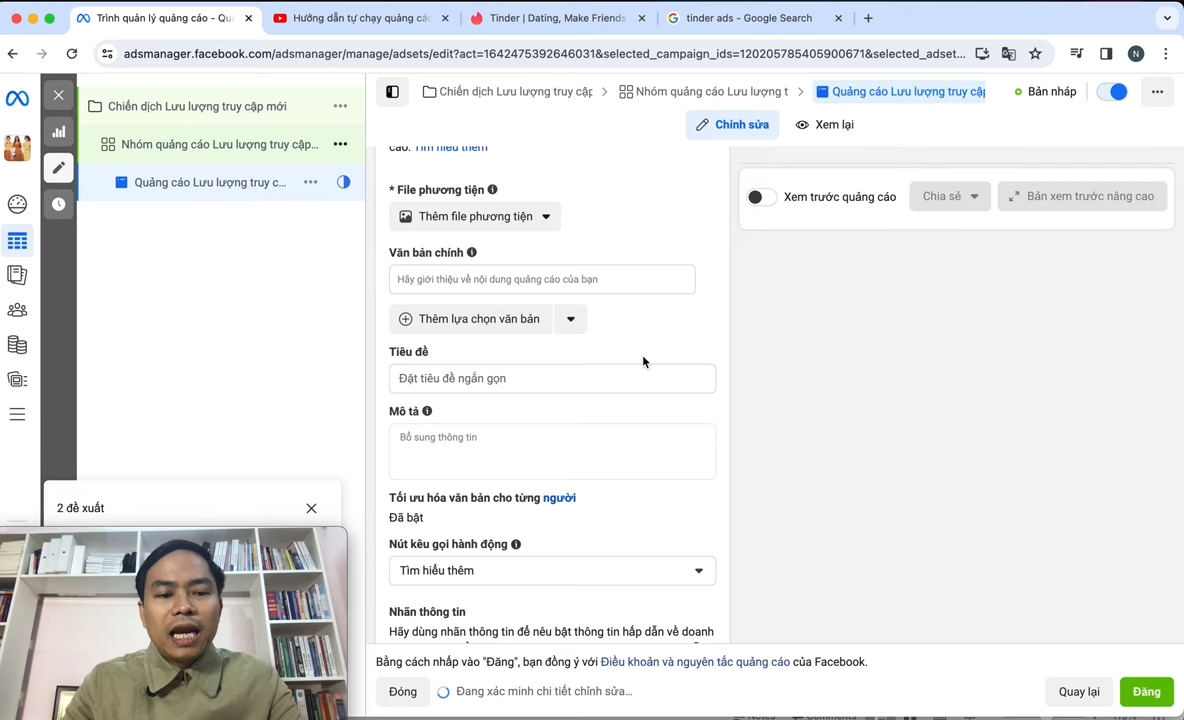 Trình quản lý quảng cáo - Qu
Hướng dẫn tự chạy quảng cá
Tinder | Dating, Make Friends
tinder ads - Google Search
adsmanager.facebook.com/adsmanager/manage/adsets/edit?act=1642475392646031&selected_campaign_ids=120205785405900671&selected_adset...
N
Chiến dịch Lưu lượng truy cập mới
Nhóm quảng cáo Lưu lượng truy cập...
Quảng cáo Lưu lượng truy c...
Chiến dịch Lưu lượng truy cập
Nhóm quảng cáo Lưu lượng t
Quảng cáo Lưu lượng truy cập
Bản nháp
Chỉnh sửa
Xem lại
cáo. Tìm hiểu thêm
* File phương tiện
Thêm file phương tiện
Văn bản chính
Hãy giới thiệu về nội dung quảng cáo của bạn
Thêm lựa chọn văn bản
Tiêu đề
Đặt tiêu đề ngắn gọn
Mô tả
Bổ sung thông tin
Tối ưu hóa văn bản cho từng người
Đã bật
Nút kêu gọi hành động
Tìm hiểu thêm
Nhãn thông tin
Hãy dùng nhãn thông tin để nêu bật thông tin hấp dẫn về doanh
Xem trước quảng cáo
Chia sẻ
Bản xem trước nâng cao
2 đề xuất
Bằng cách nhấp vào "Đăng", bạn đồng ý với Điều khoản và nguyên tắc quảng cáo của Facebook.
Đóng
Đang xác minh chi tiết chỉnh sửa...
Quay lại
Đăng